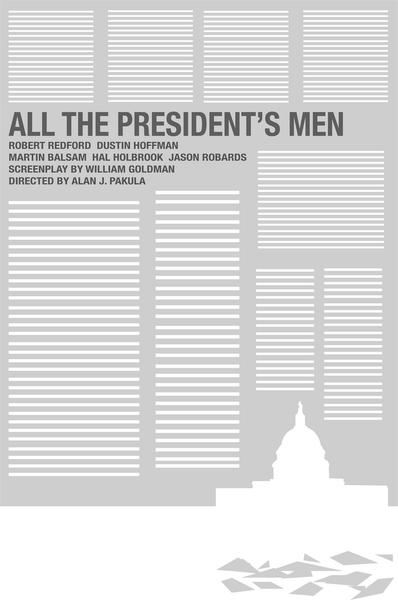 ALL THE PRESIDENT'S MEN
ROBERT REDFORD DUSTIN HOFFMAN
MARTIN BALSAM HAL HOLBROOK JASON ROBARDS
SCREENPLAY BY WILLIAM GOLDMAN
DIRECTED BY ALAN J. PAKULA